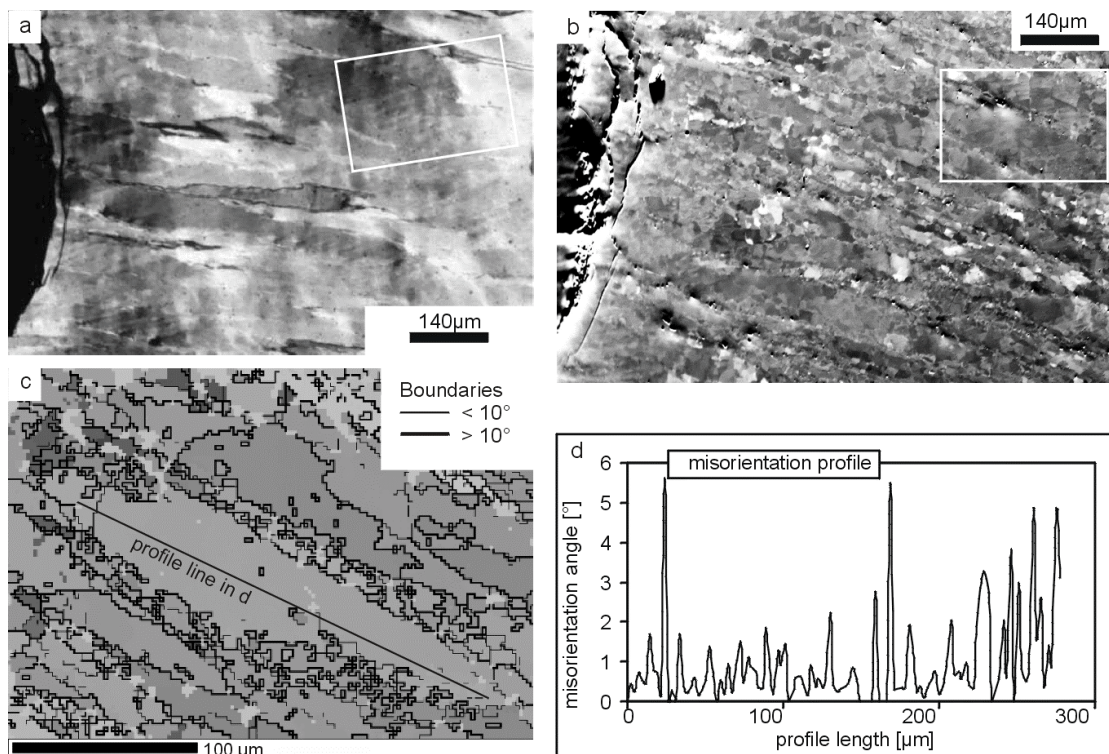 a
140µm
b
140µm
c
Boundaries
< 10°
> 10°
profile line in d
100 µm
d
misorientation profile
misorientation angle [°]
6
5
4
3
2
1
0
0
100
200
300
profile length [µm]